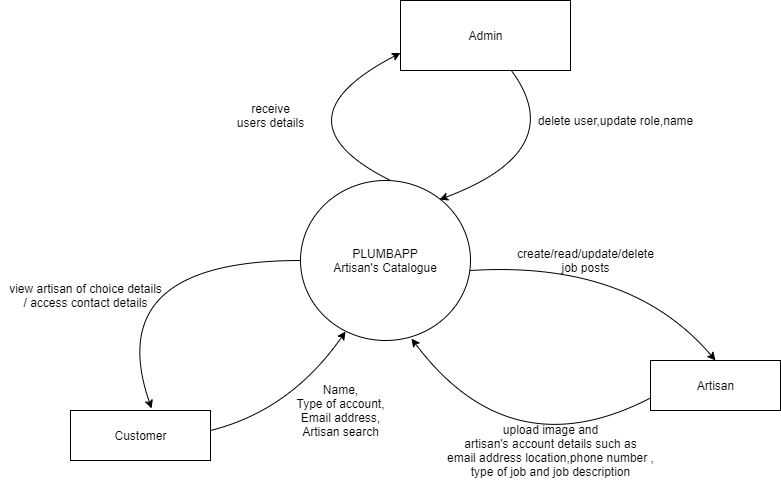 Admin
receive
users details
delete user,update role,name
PLUMBAPP
Artisan's Catalogue
create/read/update/delete
job posts
view artisan of choice details
/ access contact details
Artisan
Name,
Type of account,
Email address,
Artisan search
Customer
upload image and
artisan's account details such as
email address location,phone number ,
type of job and job description